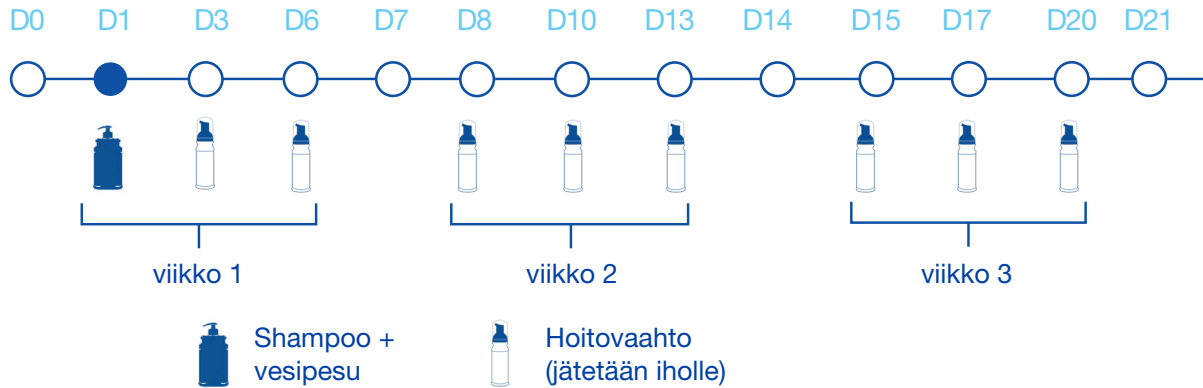 D0 D1 D3 D6 D7 D8 D10 D13 D14 D15 D17 D20 D21
viikko 1 viikko 2 viikko 3
Shampoo +
vesipesu
Hoitovaahto
(jätetään iholle)